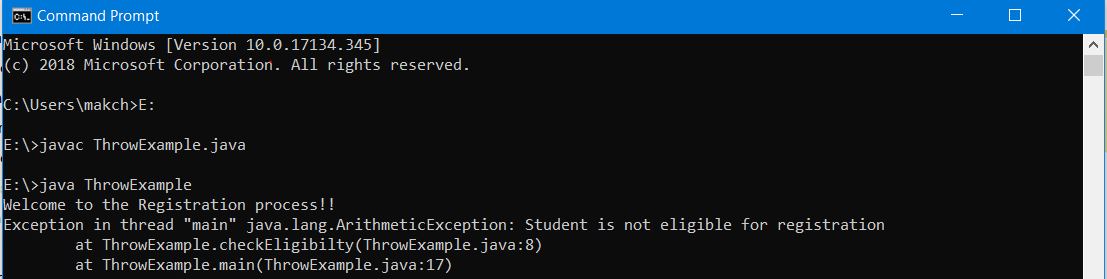 Command Prompt
Microsoft Windows [Version 10.0.17134.345]
(c) 2018 Microsoft Corporation. All rights reserved.
C:\Users\makch>E:
E:\>javac ThrowExample.java
E:\>java ThrowExample
Welcome to the Registration process!!
Exception in thread "main" java.lang.ArithmeticException: Student is not eligible for registration
        at ThrowExample.checkEligibilty(ThrowExample.java:8)
        at ThrowExample.main(ThrowExample.java:17)